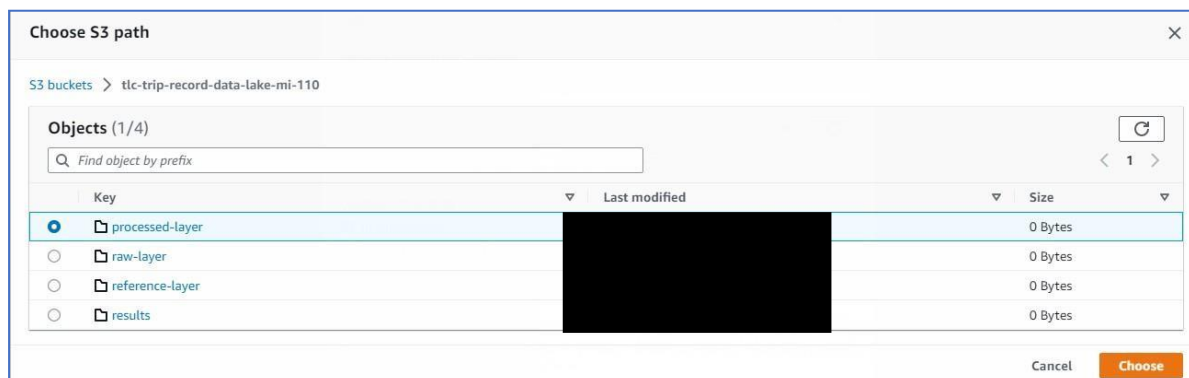 Choose S3 path
S3 buckets > tlc-trip-record-data-lake-mi-110
Objects (1/4)
Find object by prefix
< 1 >
Key Last modified Size
processed-layer 0 Bytes
raw-layer 0 Bytes
reference-layer 0 Bytes
results 0 Bytes
Cancel Choose